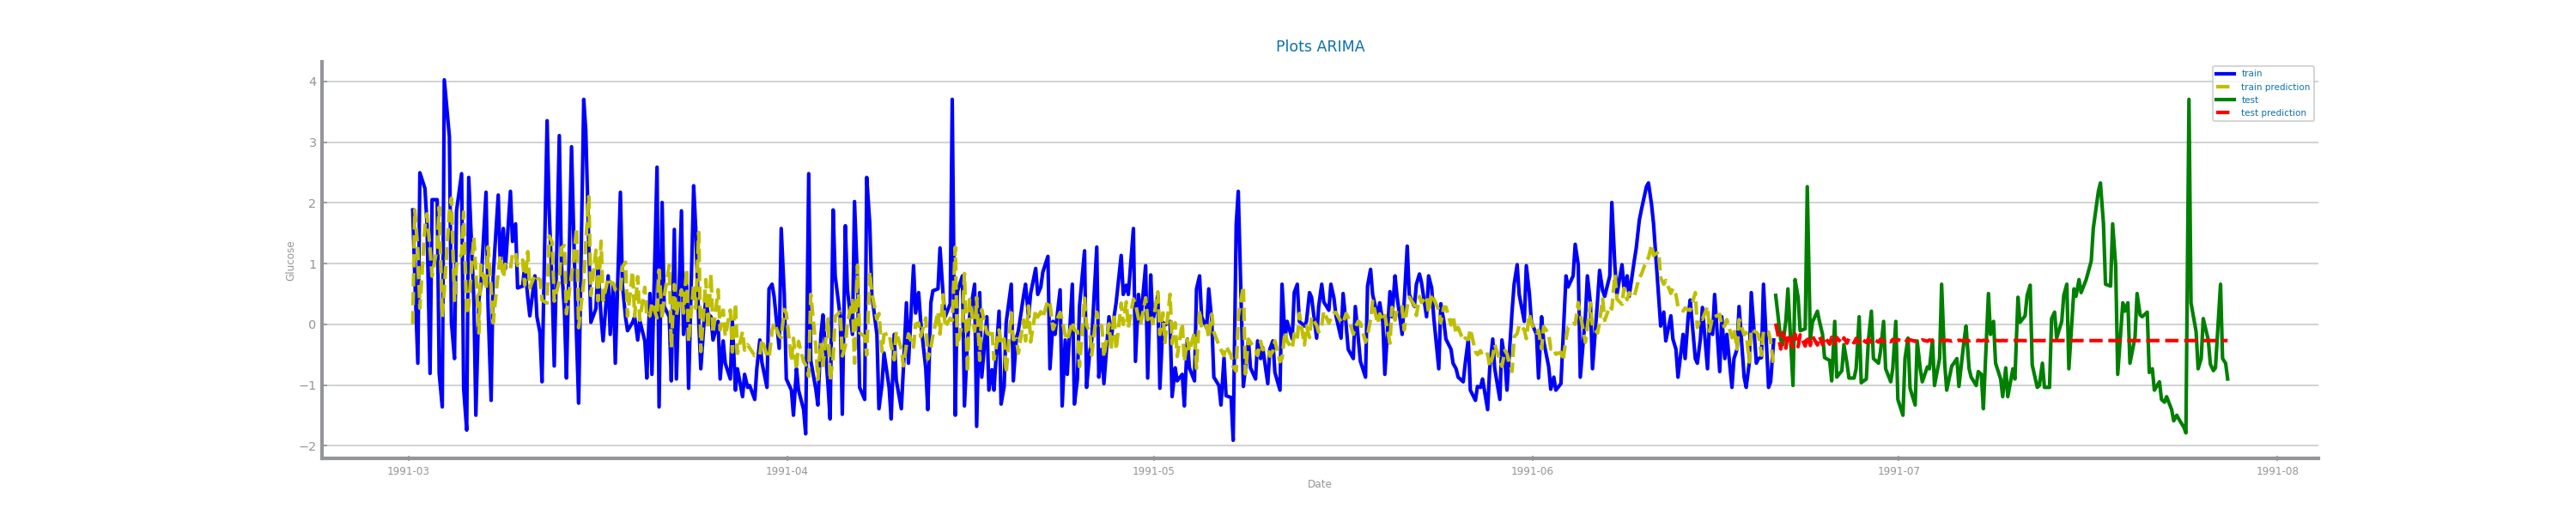 Plots ARIMA
train
train prediction
test
test prediction
4
3
2
1
0
−1
−2
Glucose
1991-03
1991-04
1991-05
1991-06
1991-07
1991-08
Date